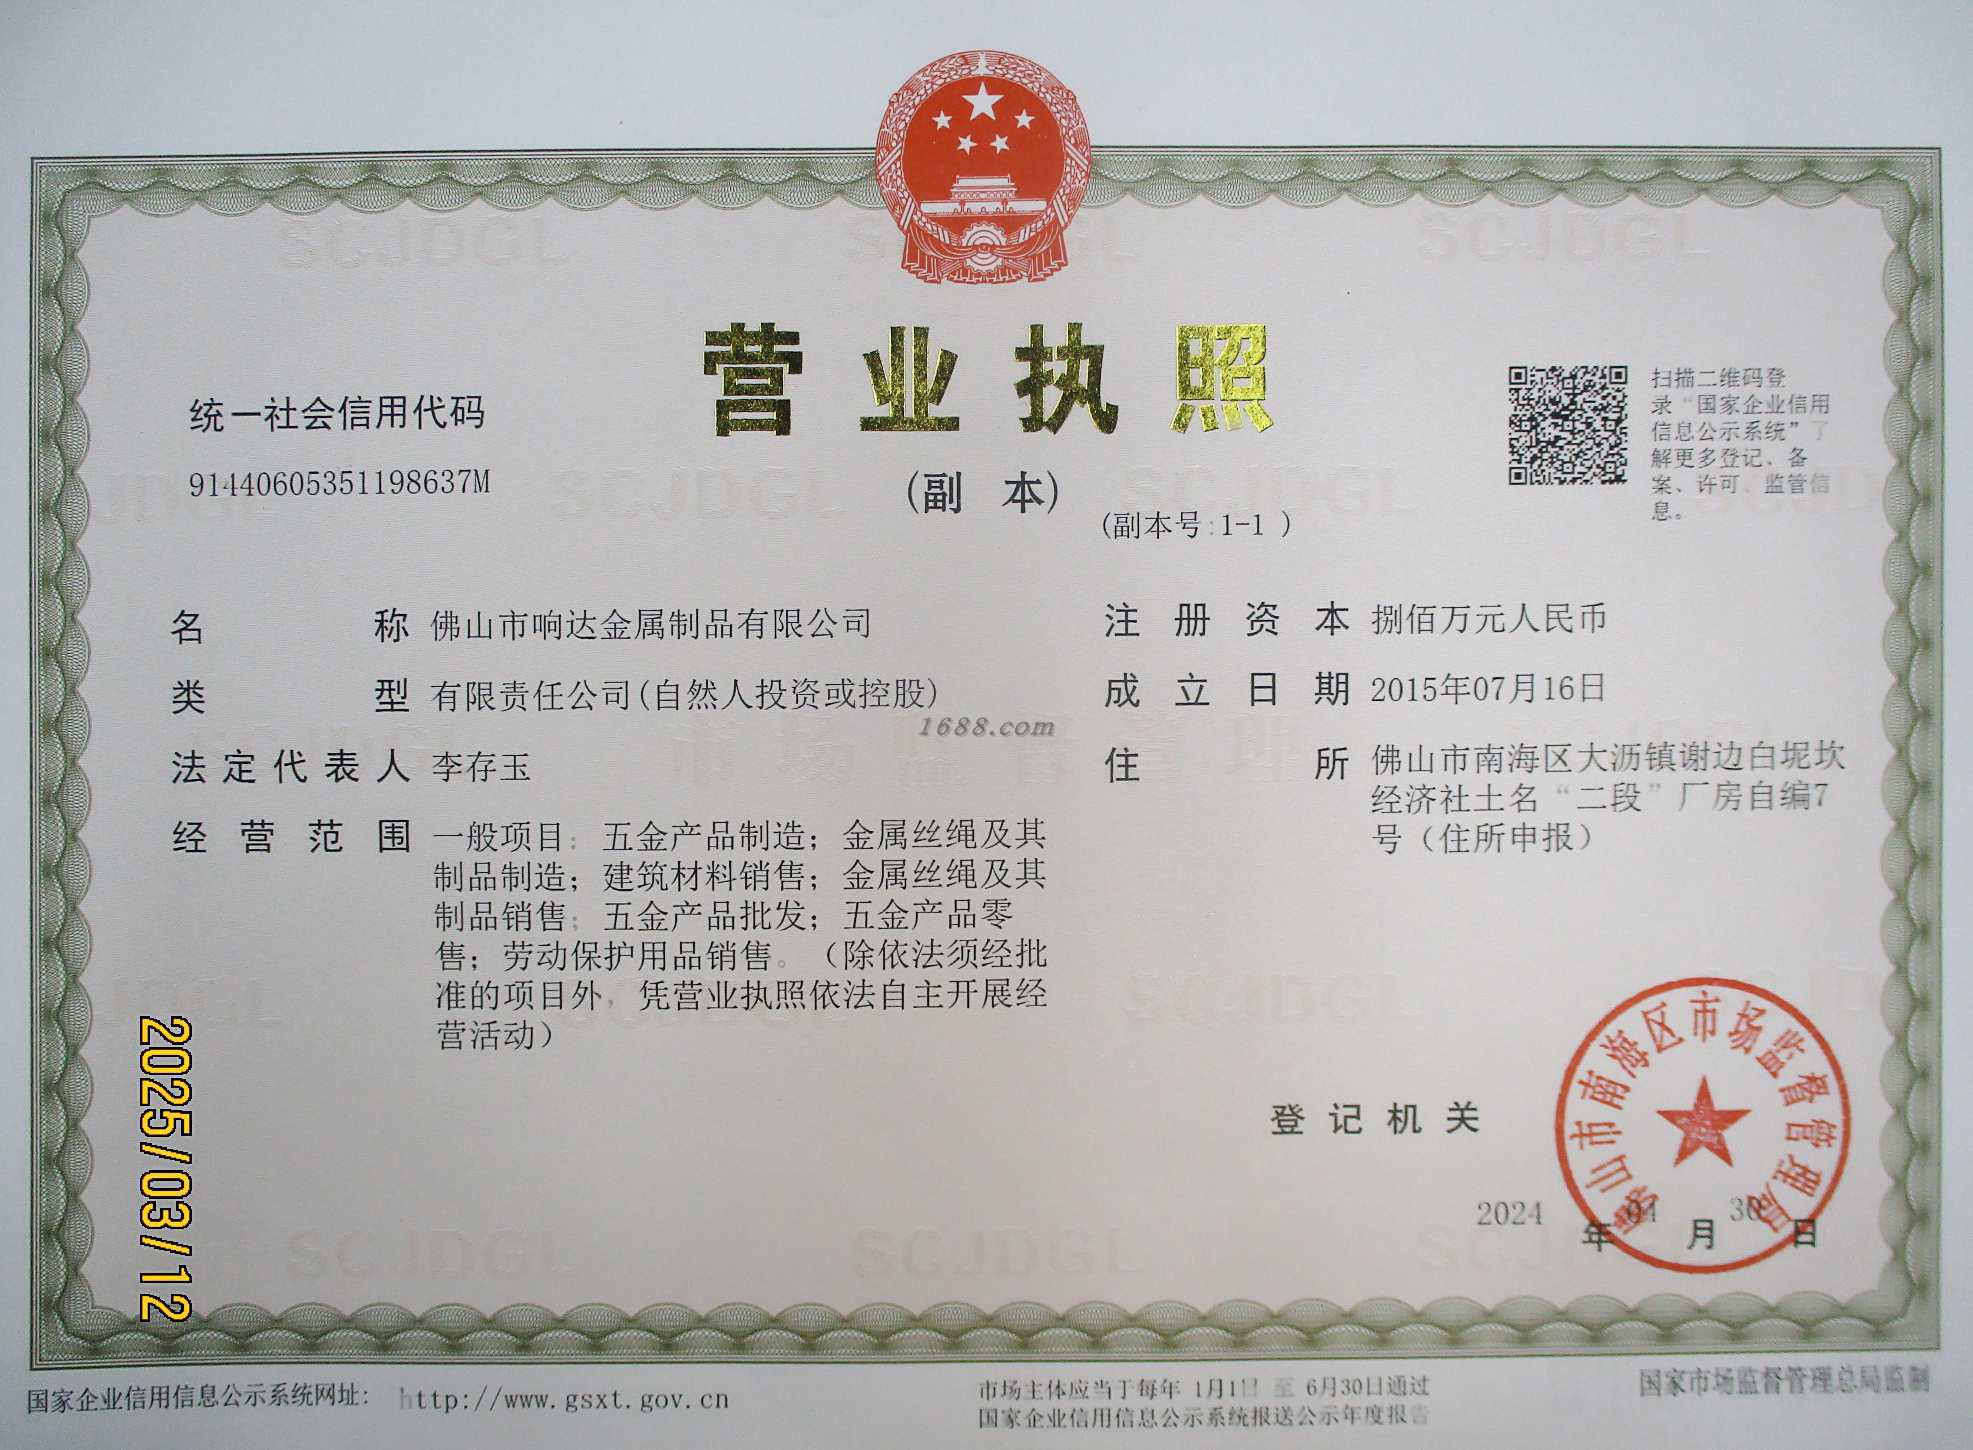 营业执照
(副 本)
(副本号:1-1 )
统一社会信用代码
91440605351198637M
扫描二维码登
录“国家企业信用
信息公示系统”了
解更多登记、备
案、许可、监管信
息。
名 称 佛山市响达金属制品有限公司
类 型 有限责任公司(自然人投资或控股)
法定代表人 李存玉
经营范围 一般项目：五金产品制造；金属丝绳及其
制品制造；建筑材料销售；金属丝绳及其
制品销售；五金产品批发；五金产品零
售；劳动保护用品销售。（除依法须经批
准的项目外，凭营业执照依法自主开展经
营活动）
注册资本 捌佰万元人民币
成立日期 2015年07月16日
住 所 佛山市南海区大沥镇谢边白坭坎
经济社土名“二段”厂房自编7
号（住所申报）
1688.com
登记机关
佛山市南海区市场监督管理局
2024 年 04 月 30 日
2025/03/12
SCJDGL
市场监督管理
国家企业信用信息公示系统网址: http://www.gsxt.gov.cn
市场主体应当于每年 1月1日 至 6月30日通过
国家企业信用信息公示系统报送公示年度报告
国家市场监督管理总局监制